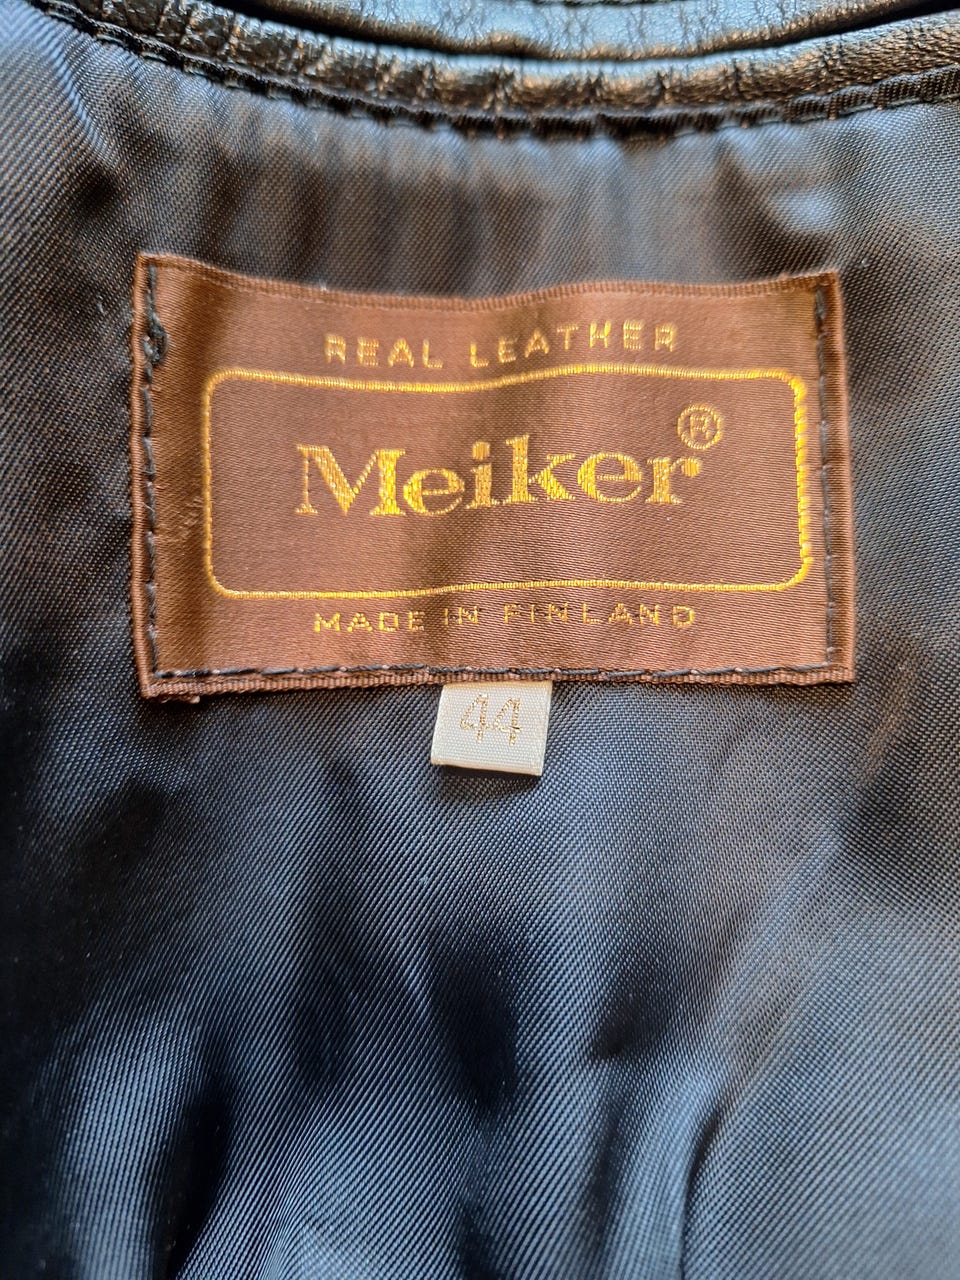 REAL LEATHER
Meiker®
MADE IN FINLAND
44